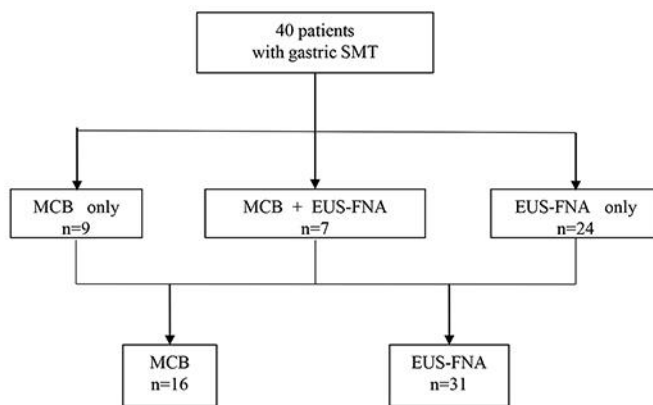 40 patients
with gastric SMT
MCB only
n=9
MCB + EUS-FNA
n=7
EUS-FNA only
n=24
MCB
n=16
EUS-FNA
n=31